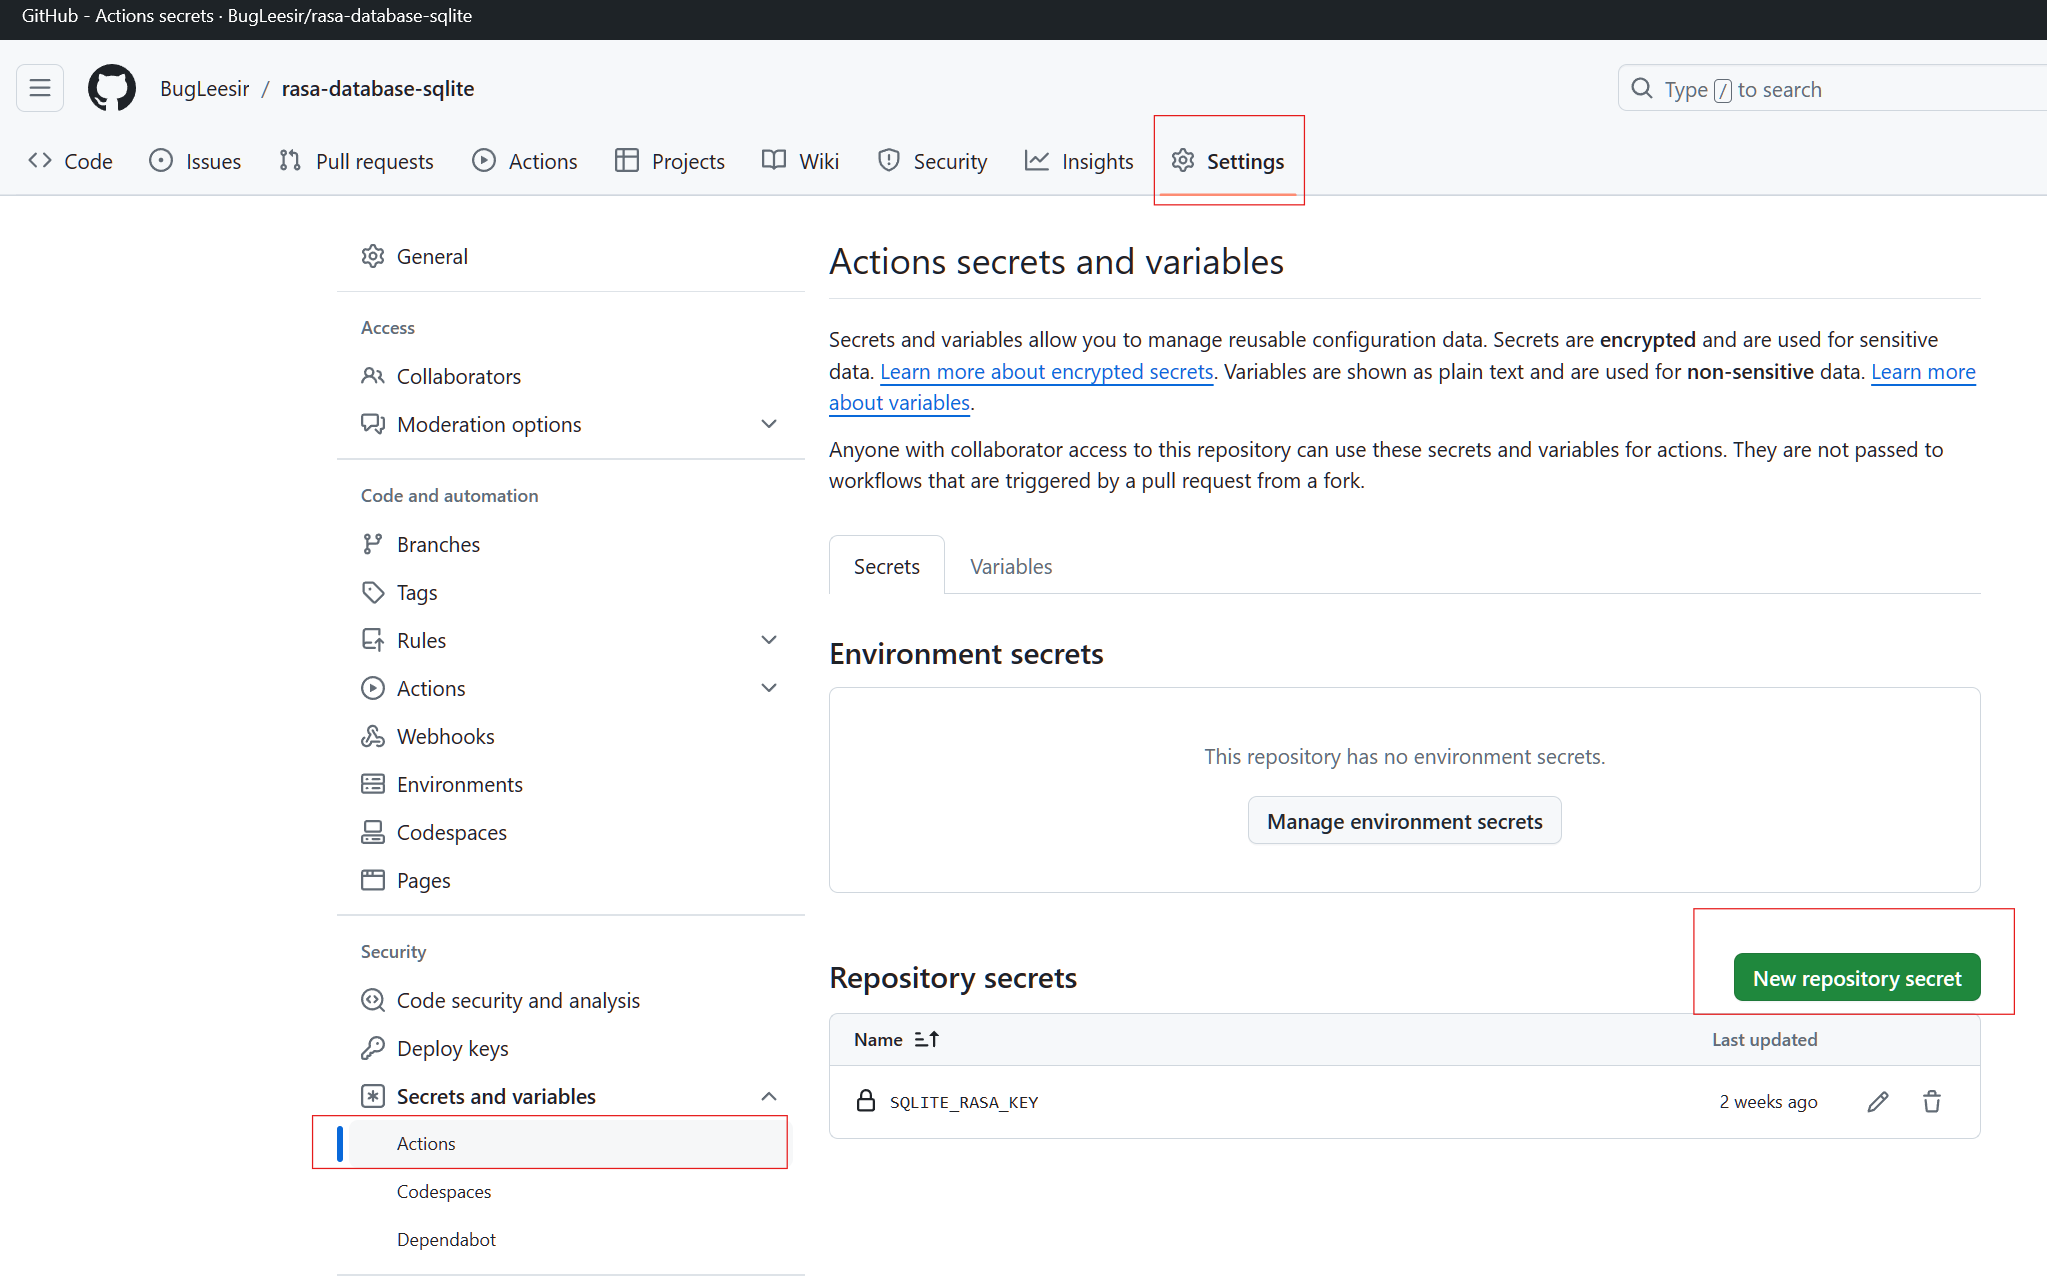 GitHub - Actions secrets · BugLeesir/rasa-database-sqlite
BugLeesir / rasa-database-sqlite
Type / to search
Code Issues Pull requests Actions Projects Wiki Security Insights Settings
General
Access
Collaborators
Moderation options
Code and automation
Branches
Tags
Rules
Actions
Webhooks
Environments
Codespaces
Pages
Security
Code security and analysis
Deploy keys
Secrets and variables
Actions
Codespaces
Dependabot
Actions secrets and variables
Secrets and variables allow you to manage reusable configuration data. Secrets are encrypted and are used for sensitive
data. Learn more about encrypted secrets. Variables are shown as plain text and are used for non-sensitive data. Learn more
about variables.
Anyone with collaborator access to this repository can use these secrets and variables for actions. They are not passed to
workflows that are triggered by a pull request from a fork.
Secrets Variables
Environment secrets
This repository has no environment secrets.
Manage environment secrets
Repository secrets
New repository secret
Name Last updated
SQLITE_RASA_KEY 2 weeks ago